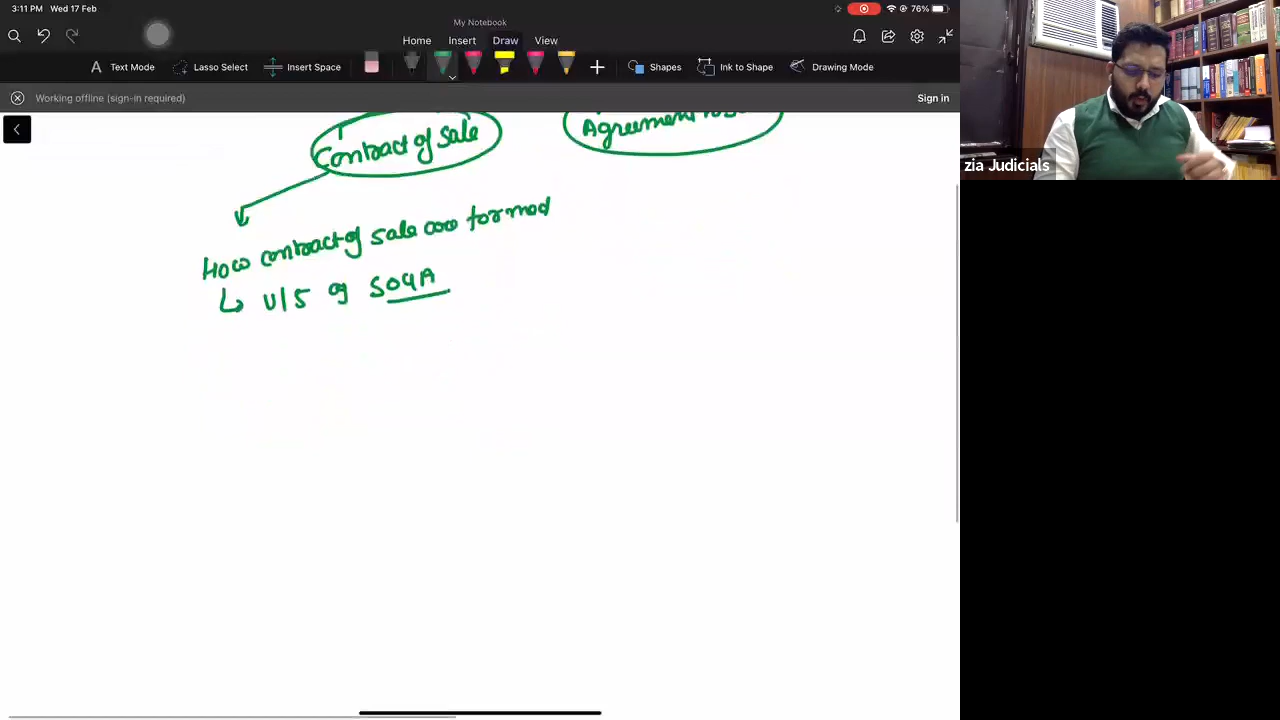 3:11 PM Wed 17 Feb
76%
My Notebook
Home Insert Draw View
Text Mode Lasso Select Insert Space Shapes Ink to Shape Drawing Mode
Working offline (sign-in required) Sign in
Contract of Sale
Agreement
How contract of sale are formed
↳ U/S of SOGA
zia Judicials